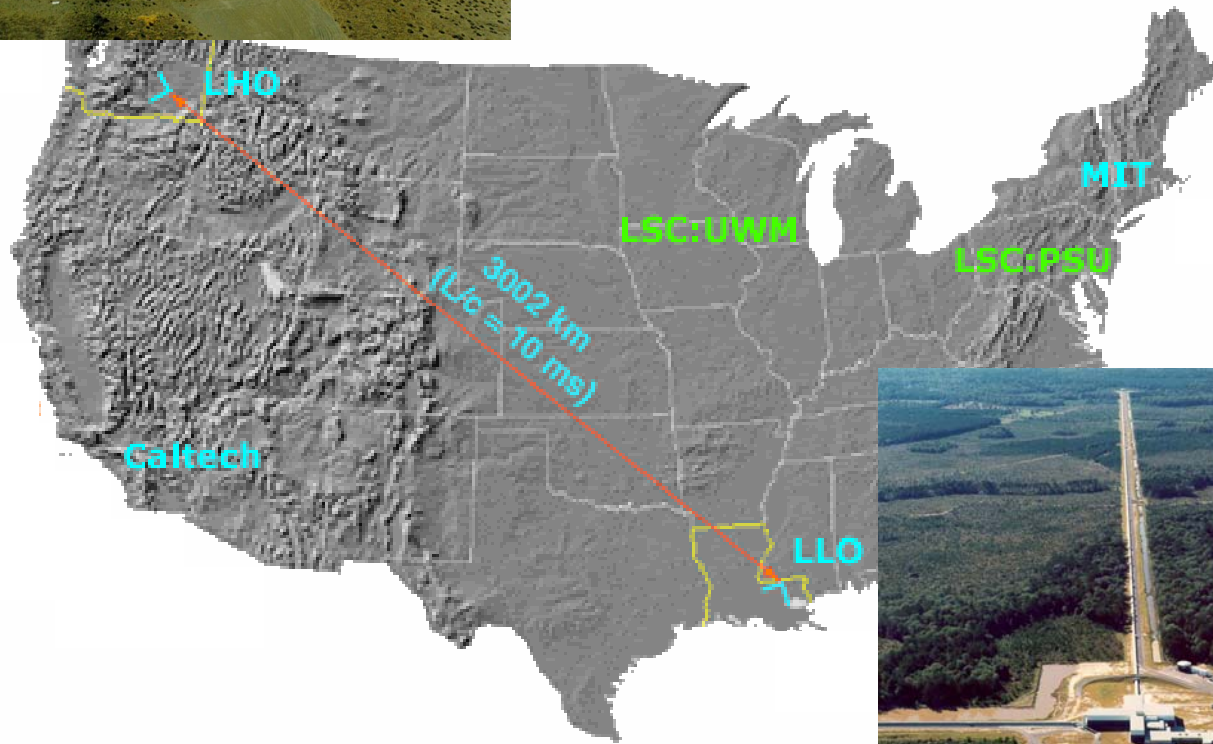 LHO
MIT
LSC:UWM
LSC:PSU
3002 km
(L/c = 10 ms)
Caltech
LLO